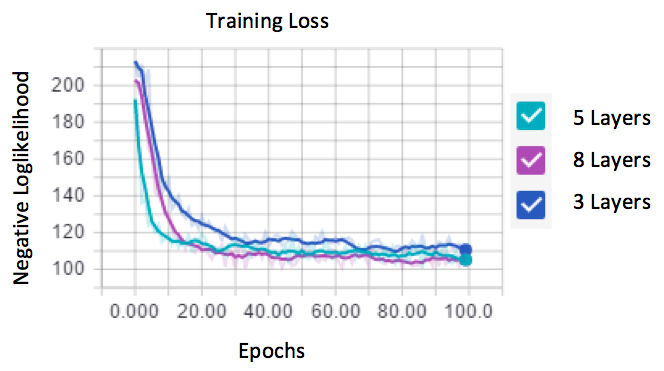 Training Loss
Negative Loglikelihood
200
180
160
140
120
100
0.000 20.00 40.00 60.00 80.00 100.0
Epochs
5 Layers
8 Layers
3 Layers